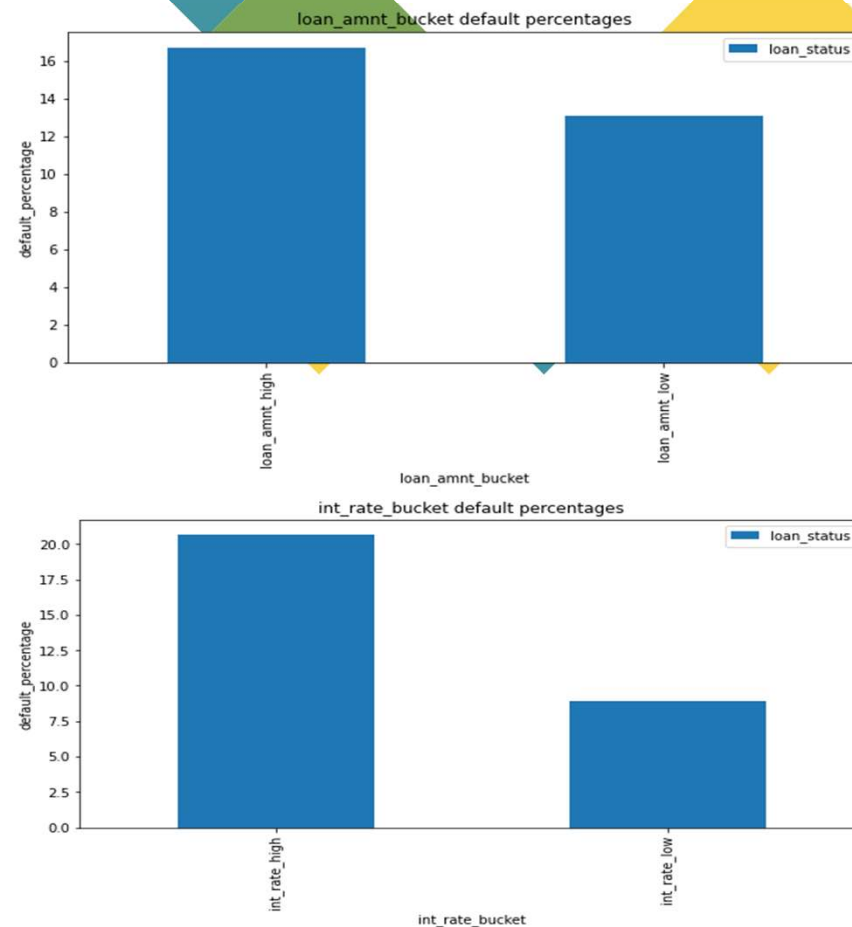 loan_amnt_bucket default percentages
loan_status
16
14
12
10
8
6
4
2
0
default_percentage
loan_amnt_high
loan_amnt_low
loan_amnt_bucket
int_rate_bucket default percentages
loan_status
20.0
17.5
15.0
12.5
10.0
7.5
5.0
2.5
0.0
default_percentage
int_rate_high
int_rate_low
int_rate_bucket